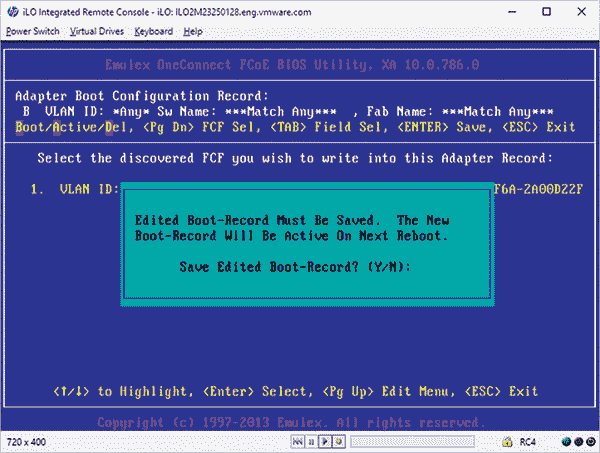 iLO Integrated Remote Console - iLO: ILO2M23250128.eng.vmware.com
Power Switch Virtual Drives Keyboard Help
Emulex OneConnect FCoE BIOS Utility, XA 10.0.786.0
Adapter Boot Configuration Record:
B VLAN ID: *Any* Sw Name: ***Match Any*** , Fab Name: ***Match Any***
Boot/Active/Del, <Pg Dn> FCF Sel, <TAB> Field Sel, <ENTER> Save, <ESC> Exit
Select the discovered FCF you wish to write into this Adapter Record:
1. VLAN ID: F6A-2A00D22F
Edited Boot-Record Must Be Saved. The New
Boot-Record Will Be Active On Next Reboot.
Save Edited Boot-Record? (Y/N):
<↑/↓> to Highlight, <Enter> Select, <Pg Up> Edit Menu, <ESC> Exit
Copyright (c) 1997-2013 Emulex. All rights reserved.
720 x 400 RC4